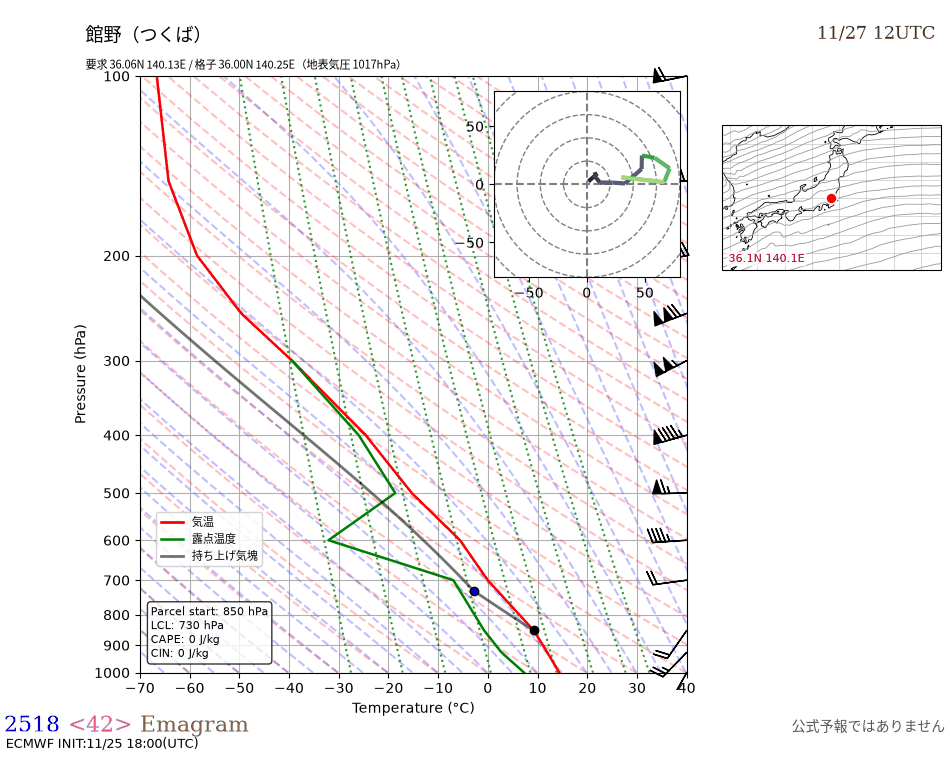 館野（つくば）
11/27 12UTC
要求 36.06N 140.13E / 格子 36.00N 140.25E（地表気圧 1017hPa）
100
200
300
400
500
600
700
800
900
1000
Pressure (hPa)
50
0
−50
−50 0 50
36.1N 140.1E
気温
露点温度
持ち上げ気塊
Parcel start: 850 hPa
LCL: 730 hPa
CAPE: 0 J/kg
CIN: 0 J/kg
−70 −60 −50 −40 −30 −20 −10 0 10 20 30 40
Temperature (°C)
2518 <42> Emagram
公式予報ではありません
ECMWF INIT:11/25 18:00(UTC)